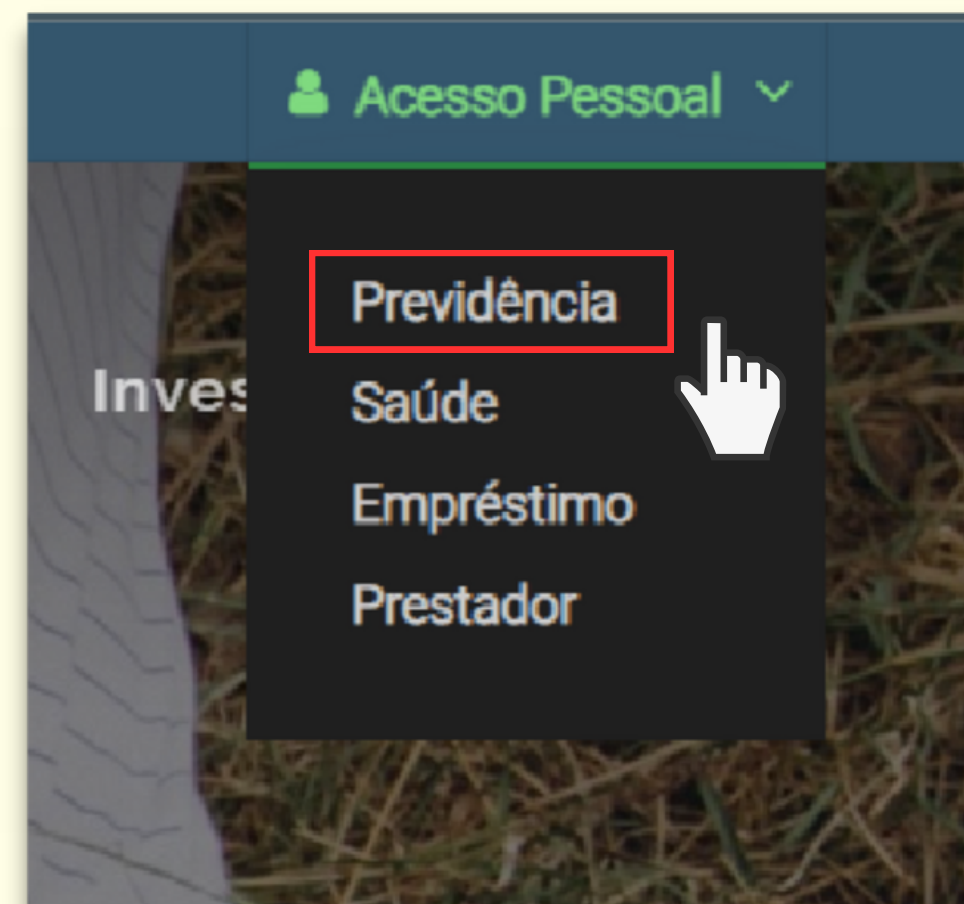 Acesso Pessoal
Previdência
Inves
Saúde
Empréstimo
Prestador